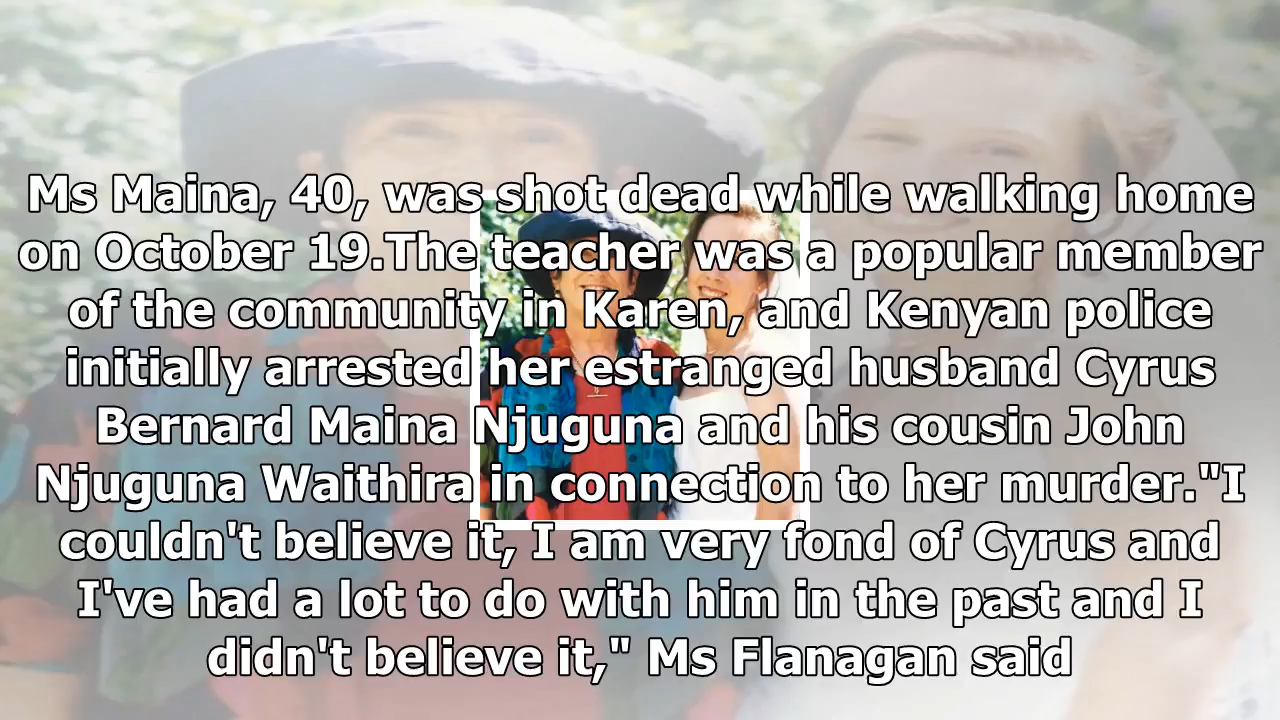 Ms Maina, 40, was shot dead while walking home
on October 19.The teacher was a popular member
of the community in Karen, and Kenyan police
initially arrested her estranged husband Cyrus
Bernard Maina Njuguna and his cousin John
Njuguna Waithira in connection to her murder."I
couldn't believe it, I am very fond of Cyrus and
I've had a lot to do with him in the past and I
didn't believe it," Ms Flanagan said